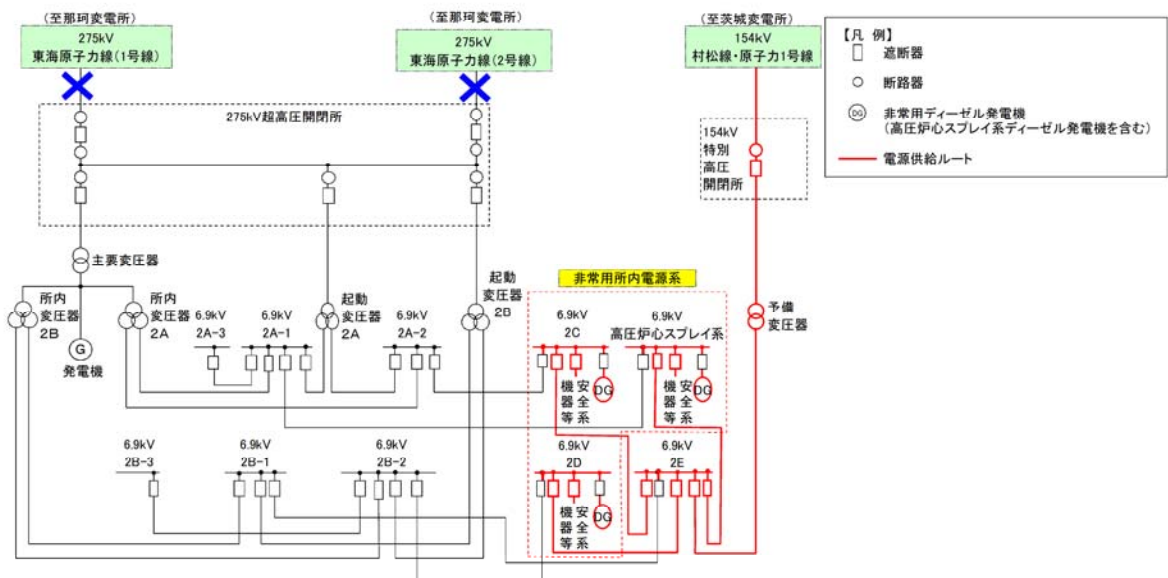 (至那珂変電所)
275kV
東海原子力線(1号線)
(至那珂変電所)
275kV
東海原子力線(2号線)
(至茨城変電所)
154kV
村松線・原子力1号線
【凡 例】
遮断器
断路器
DG
非常用ディーゼル発電機
(高圧炉心スプレイ系ディーゼル発電機を含む)
電源供給ルート
275kV超高圧開閉所
154kV
特別
高圧
開閉所
主要変圧器
所内
変圧器
2B
G
発電機
所内
変圧器
2A
6.9kV
2A-3
6.9kV
2A-1
起動
変圧器
2A
6.9kV
2A-2
起動
変圧器
2B
非常用所内電源系
6.9kV
2C
安全系
機器等
DG
6.9kV
高圧炉心スプレイ系
安全系
機器等
DG
予備
変圧器
6.9kV
2B-3
6.9kV
2B-1
6.9kV
2B-2
6.9kV
2D
安全系
機器等
DG
6.9kV
2E